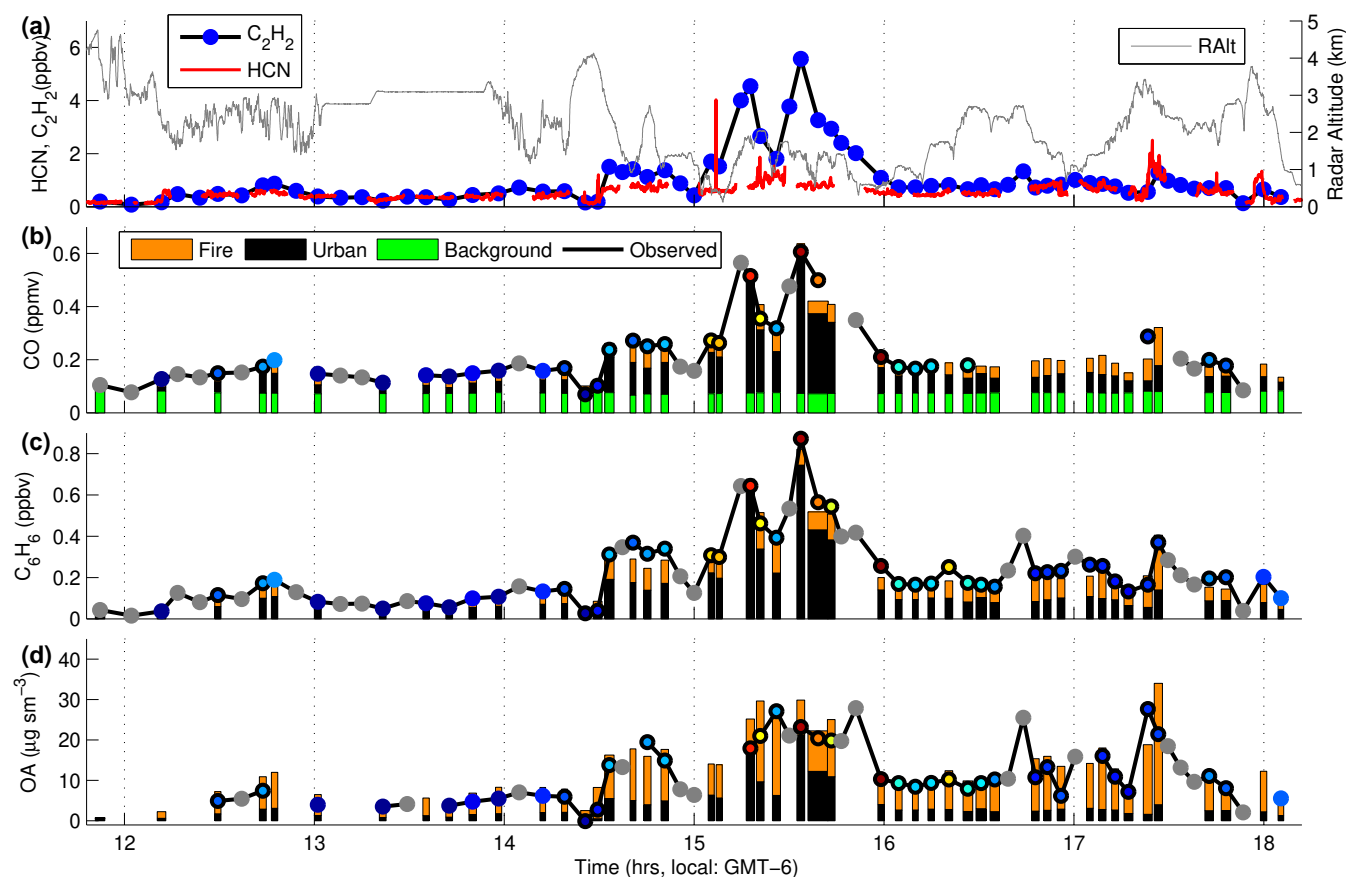 (a)
C₂H₂
HCN
RAlt
HCN, C₂H₂(ppbv)
0
2
4
6
Radar Altitude (km)
0
1
2
3
4
5
(b)
Fire Urban Background Observed
CO (ppmv)
0
0.2
0.4
0.6
(c)
C₆H₆ (ppbv)
0
0.2
0.4
0.6
0.8
(d)
OA (µg sm⁻³)
0
10
20
30
40
12 13 14 15 16 17 18
Time (hrs, local: GMT−6)